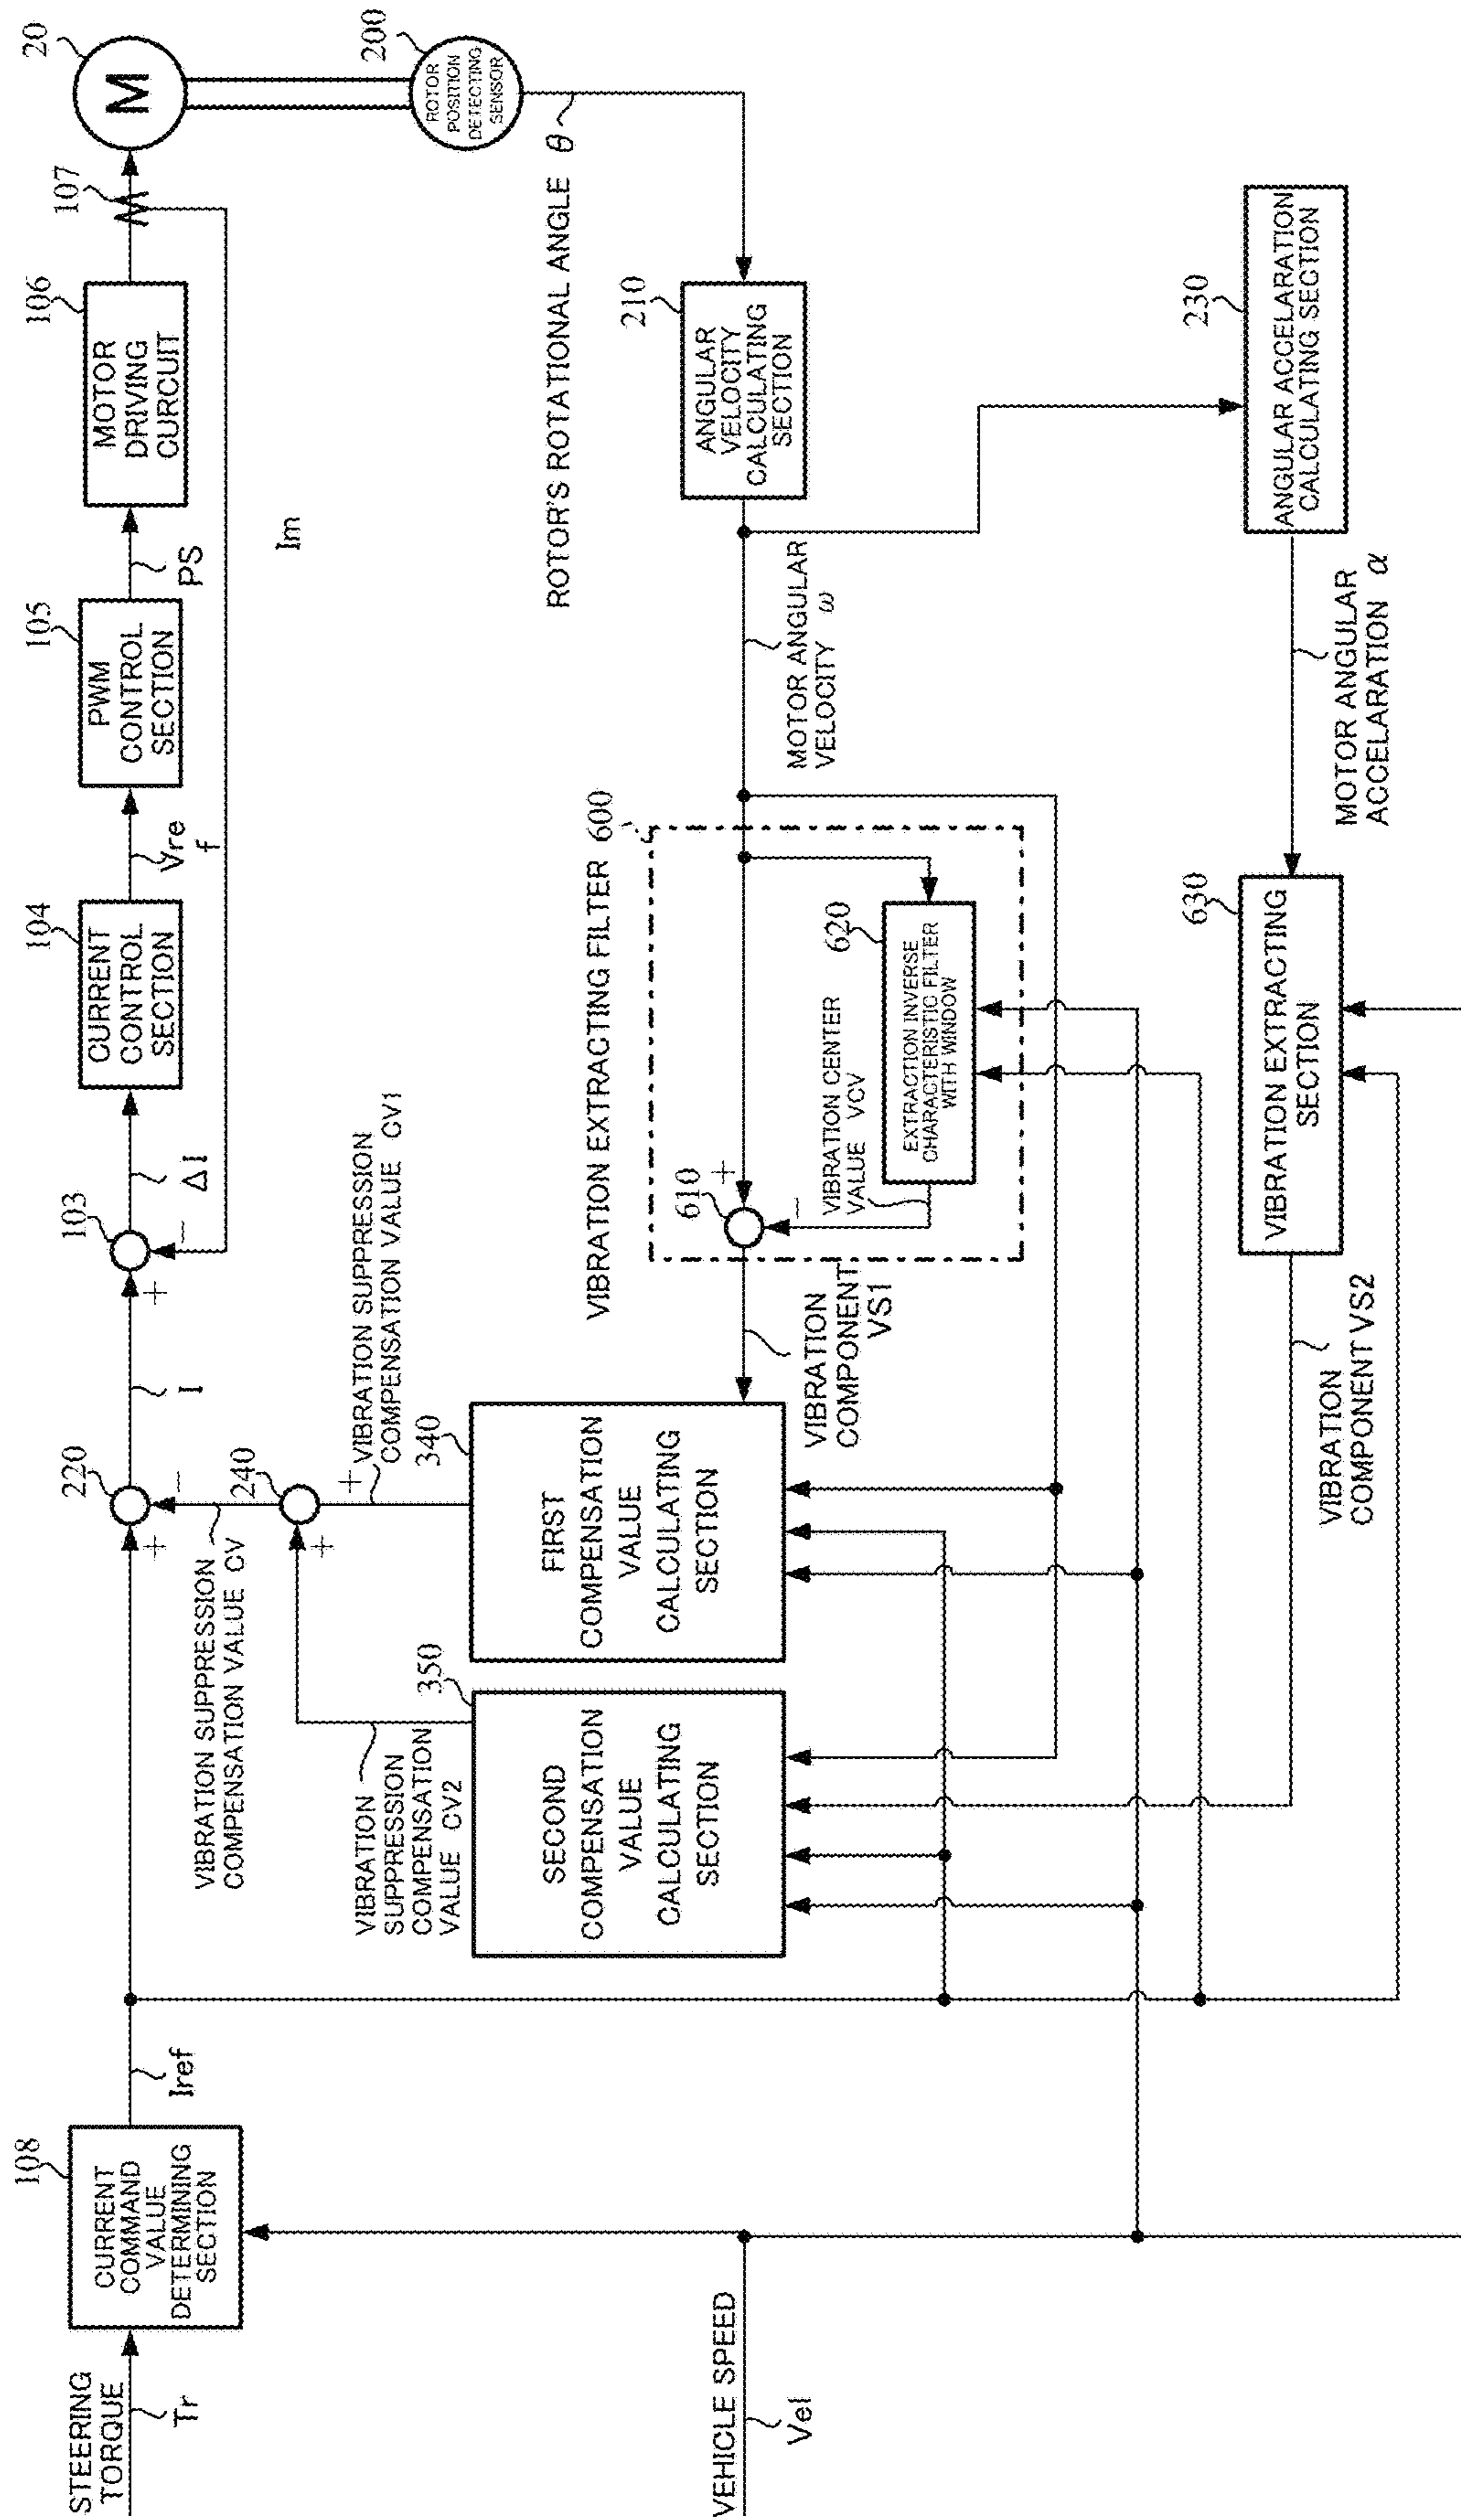 STEERING
TORQUE
Tr
108
CURRENT
COMMAND
VALUE
DETERMINING
SECTION
Iref
220
+
−
I
103
+
−
ΔI
104
CURRENT
CONTROL
SECTION
Vre
f
105
PWM
CONTROL
SECTION
PS
106
MOTOR
DRIVING
CURCUIT
107
Im
20
M
200
ROTOR
POSITION
DETECTING
SENSOR
ROTOR'S ROTATIONAL ANGLE θ
VIBRATION SUPPRESSION
COMPENSATION VALUE CV
240
+
+
VIBRATION SUPPRESSION
COMPENSATION VALUE CV1
VIBRATION
SUPPRESSION
COMPENSATION
VALUE CV2
350
SECOND
COMPENSATION
VALUE
CALCULATING
SECTION
340
FIRST
COMPENSATION
VALUE
CALCULATING
SECTION
VIBRATION
COMPONENT
VS1
VIBRATION EXTRACTING FILTER 600
610
+
−
VIBRATION CENTER
VALUE VCV
620
EXTRACTION INVERSE
CHARACTERISTIC FILTER
WITH WINDOW
MOTOR ANGULAR
VELOCITY ω
210
ANGULAR
VELOCITY
CALCULATING
SECTION
VEHICLE SPEED
Vel
VIBRATION
COMPONENT VS2
630
VIBRATION EXTRACTING
SECTION
MOTOR ANGULAR
ACCELARATION α
230
ANGULAR ACCELARATION
CALCULATING SECTION